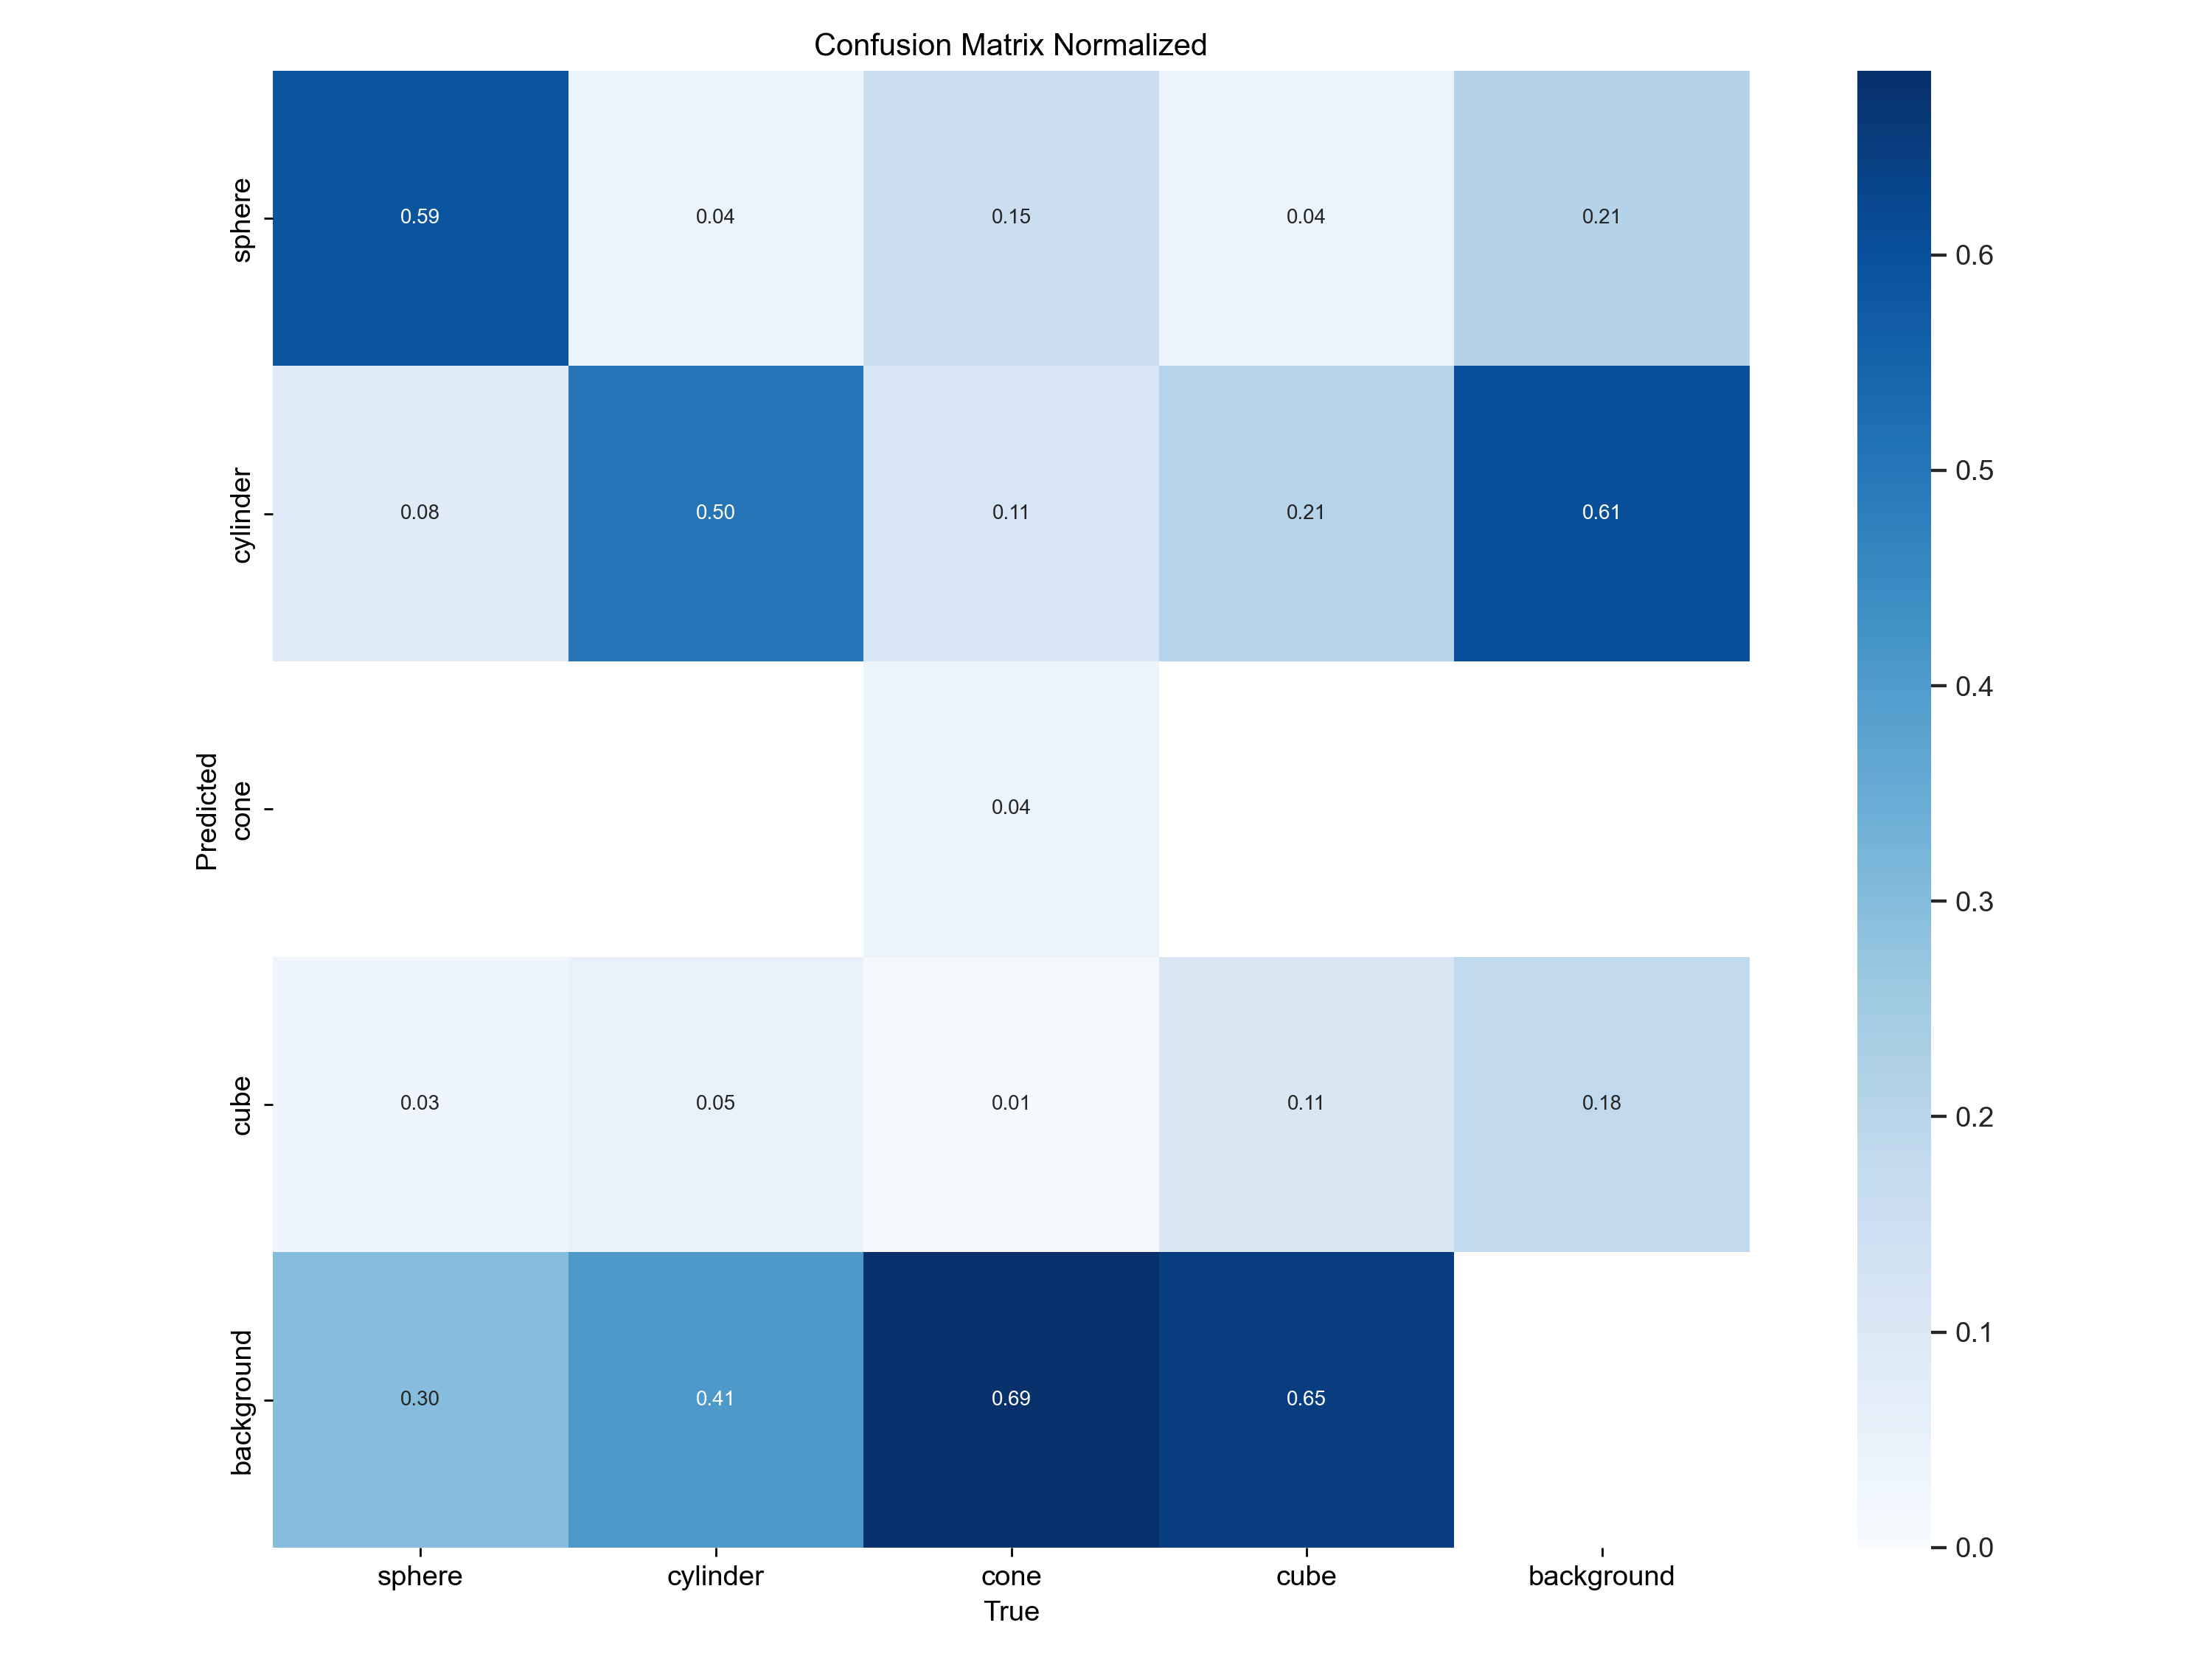 Confusion Matrix Normalized
sphere
0.59
0.04
0.15
0.04
0.21
cylinder
0.08
0.50
0.11
0.21
0.61
Predicted
cone
0.04
cube
0.03
0.05
0.01
0.11
0.18
background
0.30
0.41
0.69
0.65
sphere
cylinder
cone
cube
background
True
0.6
0.5
0.4
0.3
0.2
0.1
0.0